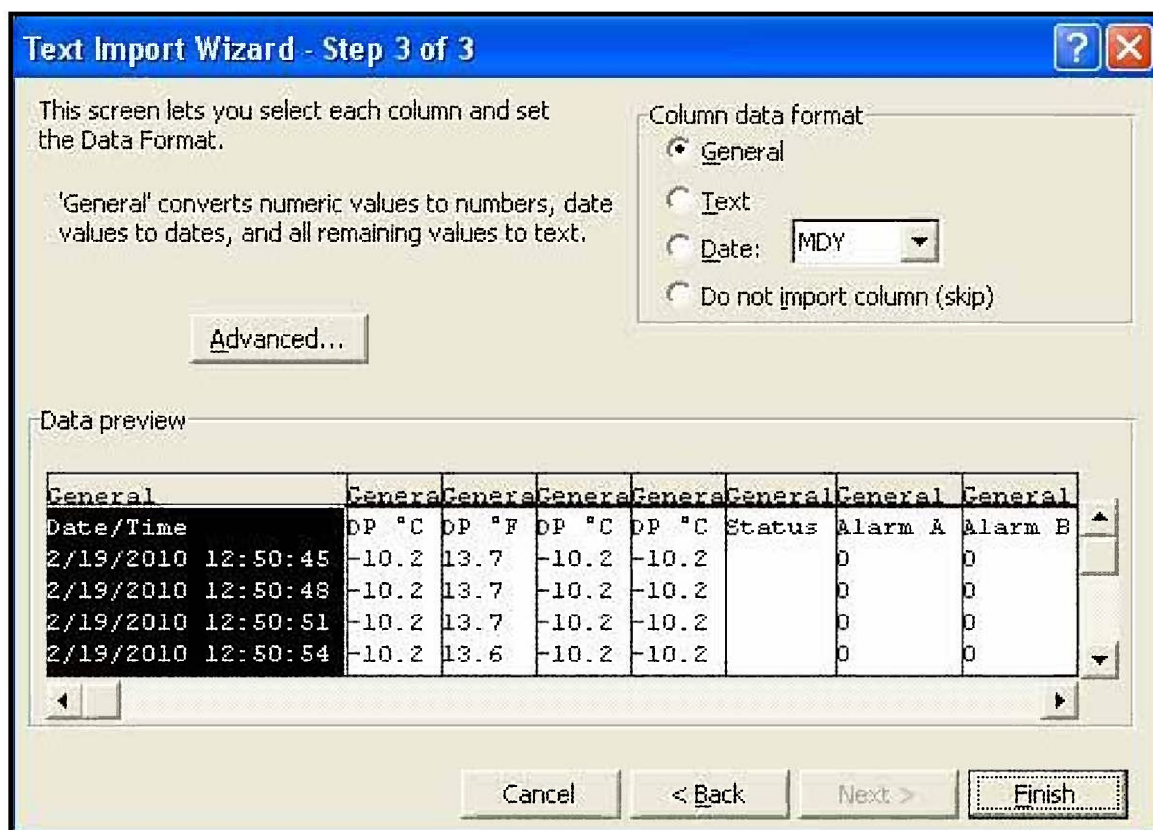 Text Import Wizard - Step 3 of 3
This screen lets you select each column and set
the Data Format.
'General' converts numeric values to numbers, date
values to dates, and all remaining values to text.
Advanced...
Column data format
General
Text
Date: MDY
Do not import column (skip)
Data preview
General Genera Genera Genera Genera General General General
Date/Time DP °C DP °F DP °C DP °C Status Alarm A Alarm B
2/19/2010 12:50:45 -10.2 13.7 -10.2 -10.2 0 0
2/19/2010 12:50:48 -10.2 13.7 -10.2 -10.2 0 0
2/19/2010 12:50:51 -10.2 13.7 -10.2 -10.2 0 0
2/19/2010 12:50:54 -10.2 13.6 -10.2 -10.2 0 0
Cancel < Back Next > Finish